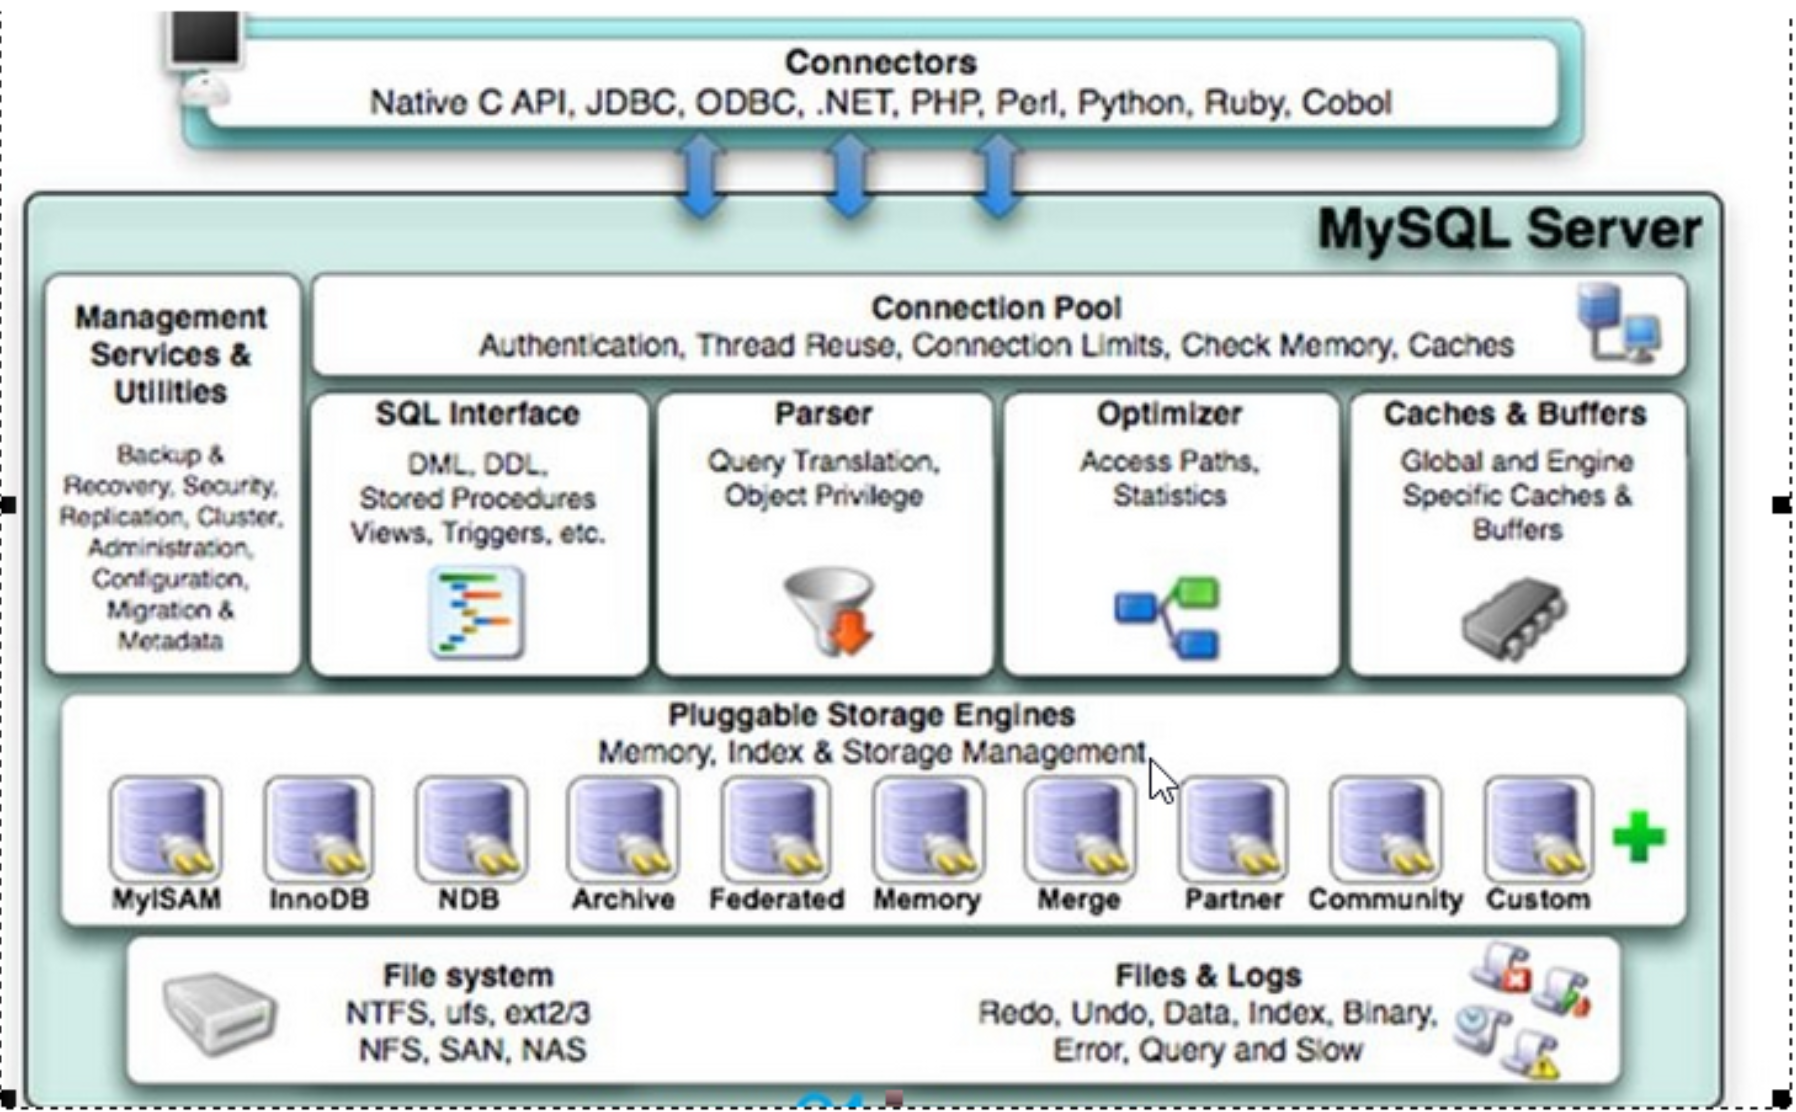 Connectors
Native C API, JDBC, ODBC, .NET, PHP, Perl, Python, Ruby, Cobol
MySQL Server
Management
Services &
Utilities
Backup &
Recovery, Security,
Replication, Cluster,
Administration,
Configuration,
Migration &
Metadata
Connection Pool
Authentication, Thread Reuse, Connection Limits, Check Memory, Caches
SQL Interface
DML, DDL,
Stored Procedures
Views, Triggers, etc.
Parser
Query Translation,
Object Privilege
Optimizer
Access Paths,
Statistics
Caches & Buffers
Global and Engine
Specific Caches &
Buffers
Pluggable Storage Engines
Memory, Index & Storage Management
MyISAM
InnoDB
NDB
Archive
Federated
Memory
Merge
Partner
Community
Custom
File system
NTFS, ufs, ext2/3
NFS, SAN, NAS
Files & Logs
Redo, Undo, Data, Index, Binary,
Error, Query and Slow